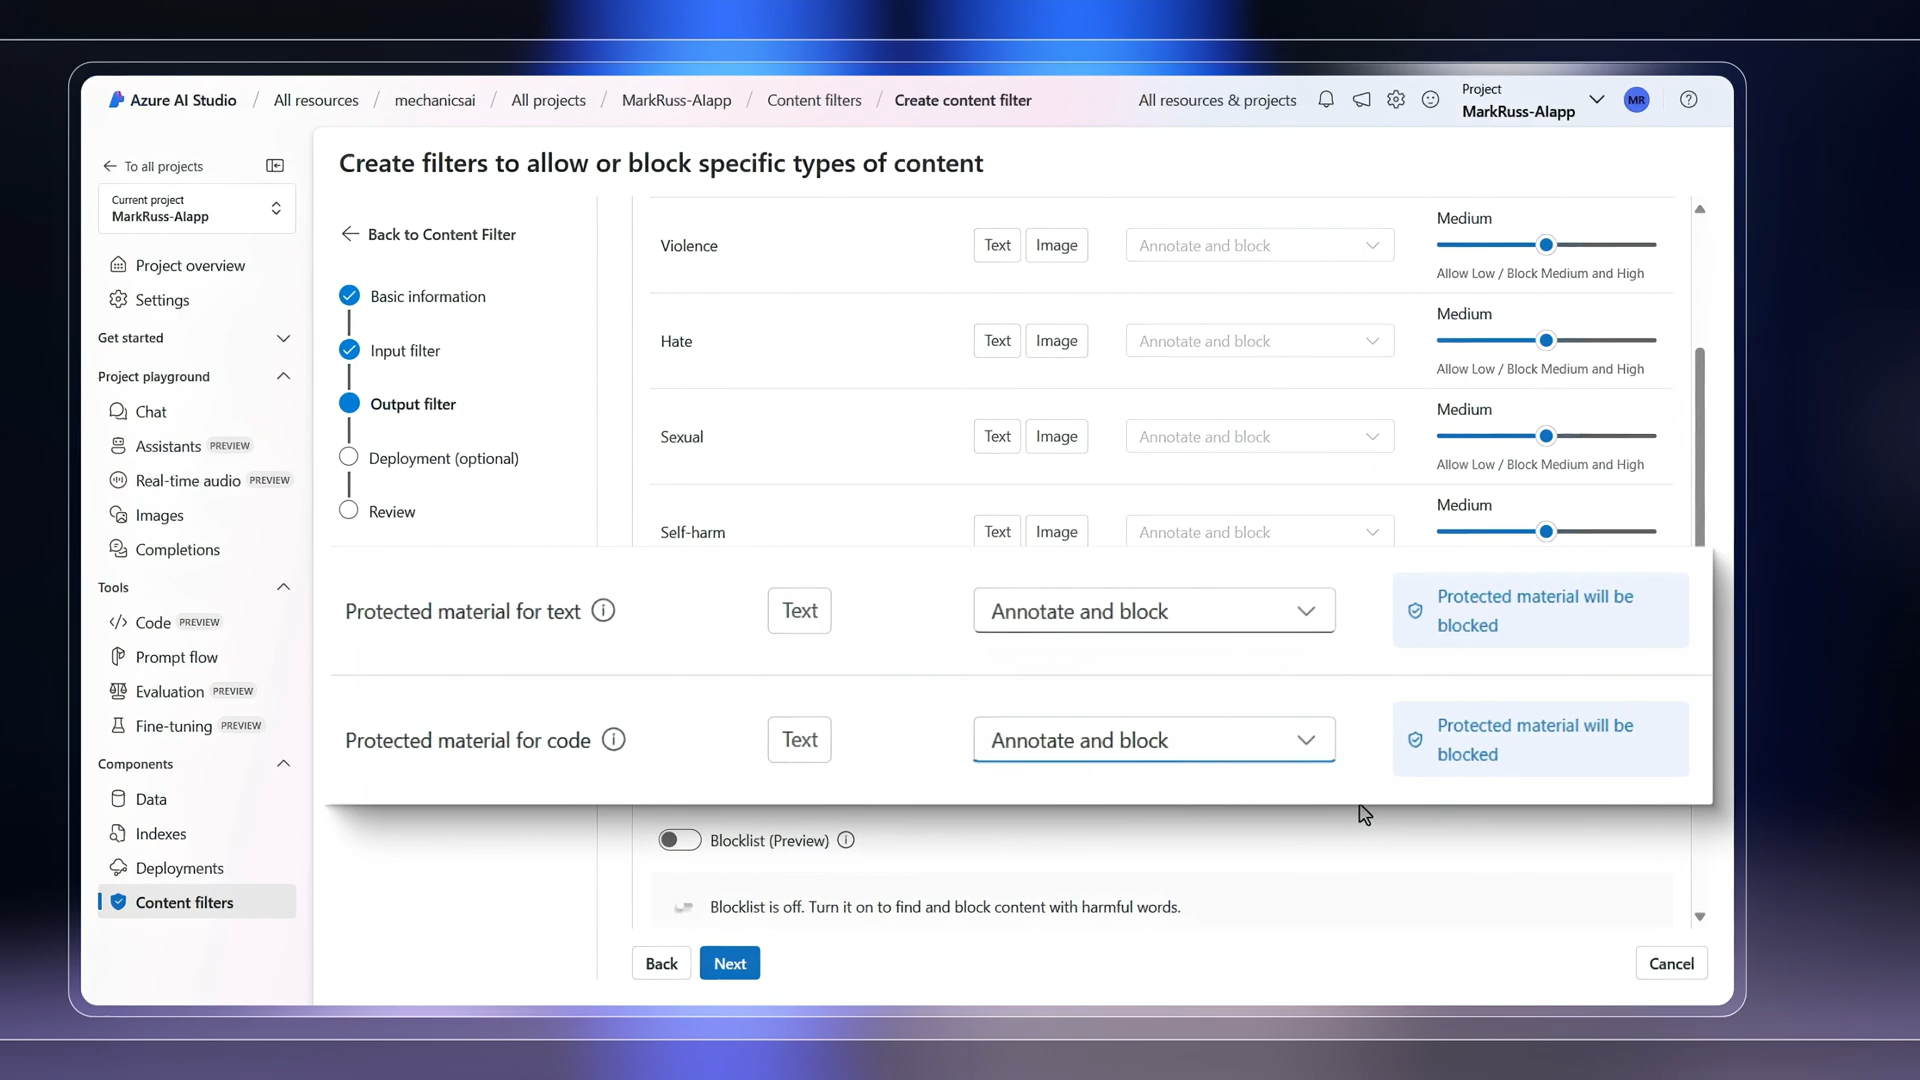 Azure AI Studio / All resources / mechanicsai / All projects / MarkRuss-AIapp / Content filters / Create content filter
All resources & projects
Project
MarkRuss-AIapp
MR
To all projects
Current project
MarkRuss-AIapp
Project overview
Settings
Get started
Project playground
Chat
Assistants PREVIEW
Real-time audio PREVIEW
Images
Completions
Tools
Code PREVIEW
Prompt flow
Evaluation PREVIEW
Fine-tuning PREVIEW
Components
Data
Indexes
Deployments
Content filters
Create filters to allow or block specific types of content
Back to Content Filter
Basic information
Input filter
Output filter
Deployment (optional)
Review
Violence Text Image Annotate and block Medium
Allow Low / Block Medium and High
Hate Text Image Annotate and block Medium
Allow Low / Block Medium and High
Sexual Text Image Annotate and block Medium
Allow Low / Block Medium and High
Self-harm Text Image Annotate and block Medium
Protected material for text Text Annotate and block Protected material will be
blocked
Protected material for code Text Annotate and block Protected material will be
blocked
Blocklist (Preview)
Blocklist is off. Turn it on to find and block content with harmful words.
Back Next Cancel